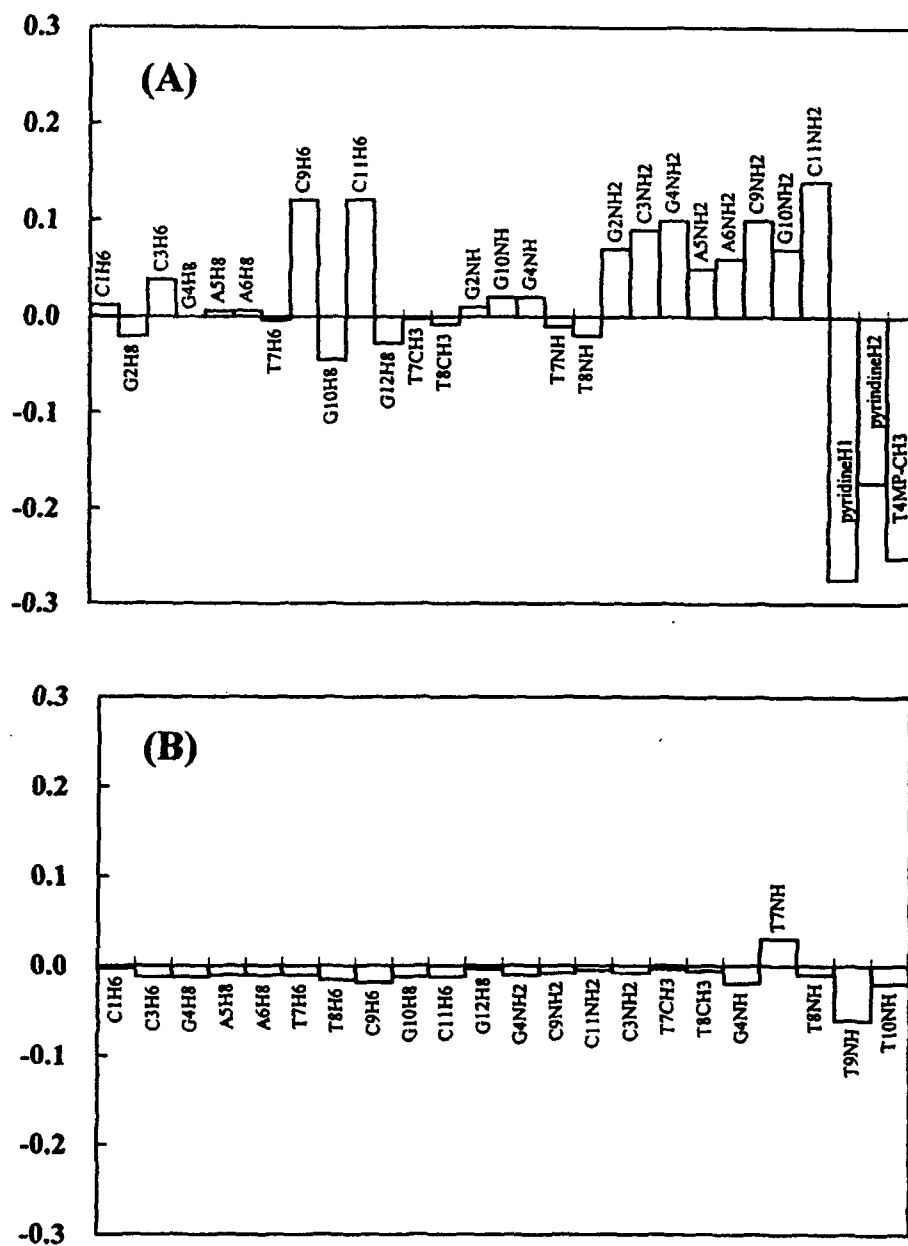 0.3
(A)
0.2
0.1
0.0
-0.1
-0.2
-0.3
C1H6
G2H8
C3H6
G4H8
A5H8
A6H8
T7H6
C9H6
G10H8
C11H6
G12H8
T7CH3
T8CH3
G2NH
G10NH
G4NH
T7NH
T8NH
G2NH2
C3NH2
G4NH2
A5NH2
A6NH2
C9NH2
G10NH2
C11NH2
pyridineH1
pyrindineH2
T4MP-CH3
0.3
(B)
0.2
0.1
0.0
-0.1
-0.2
-0.3
C1H6
C3H6
G4H8
A5H8
A6H8
T7H6
T8H6
C9H6
G10H8
C11H6
G12H8
G4NH2
C9NH2
C11NH2
C3NH2
T7CH3
T8CH3
G4NH
T7NH
T8NH
T9NH
T10NH